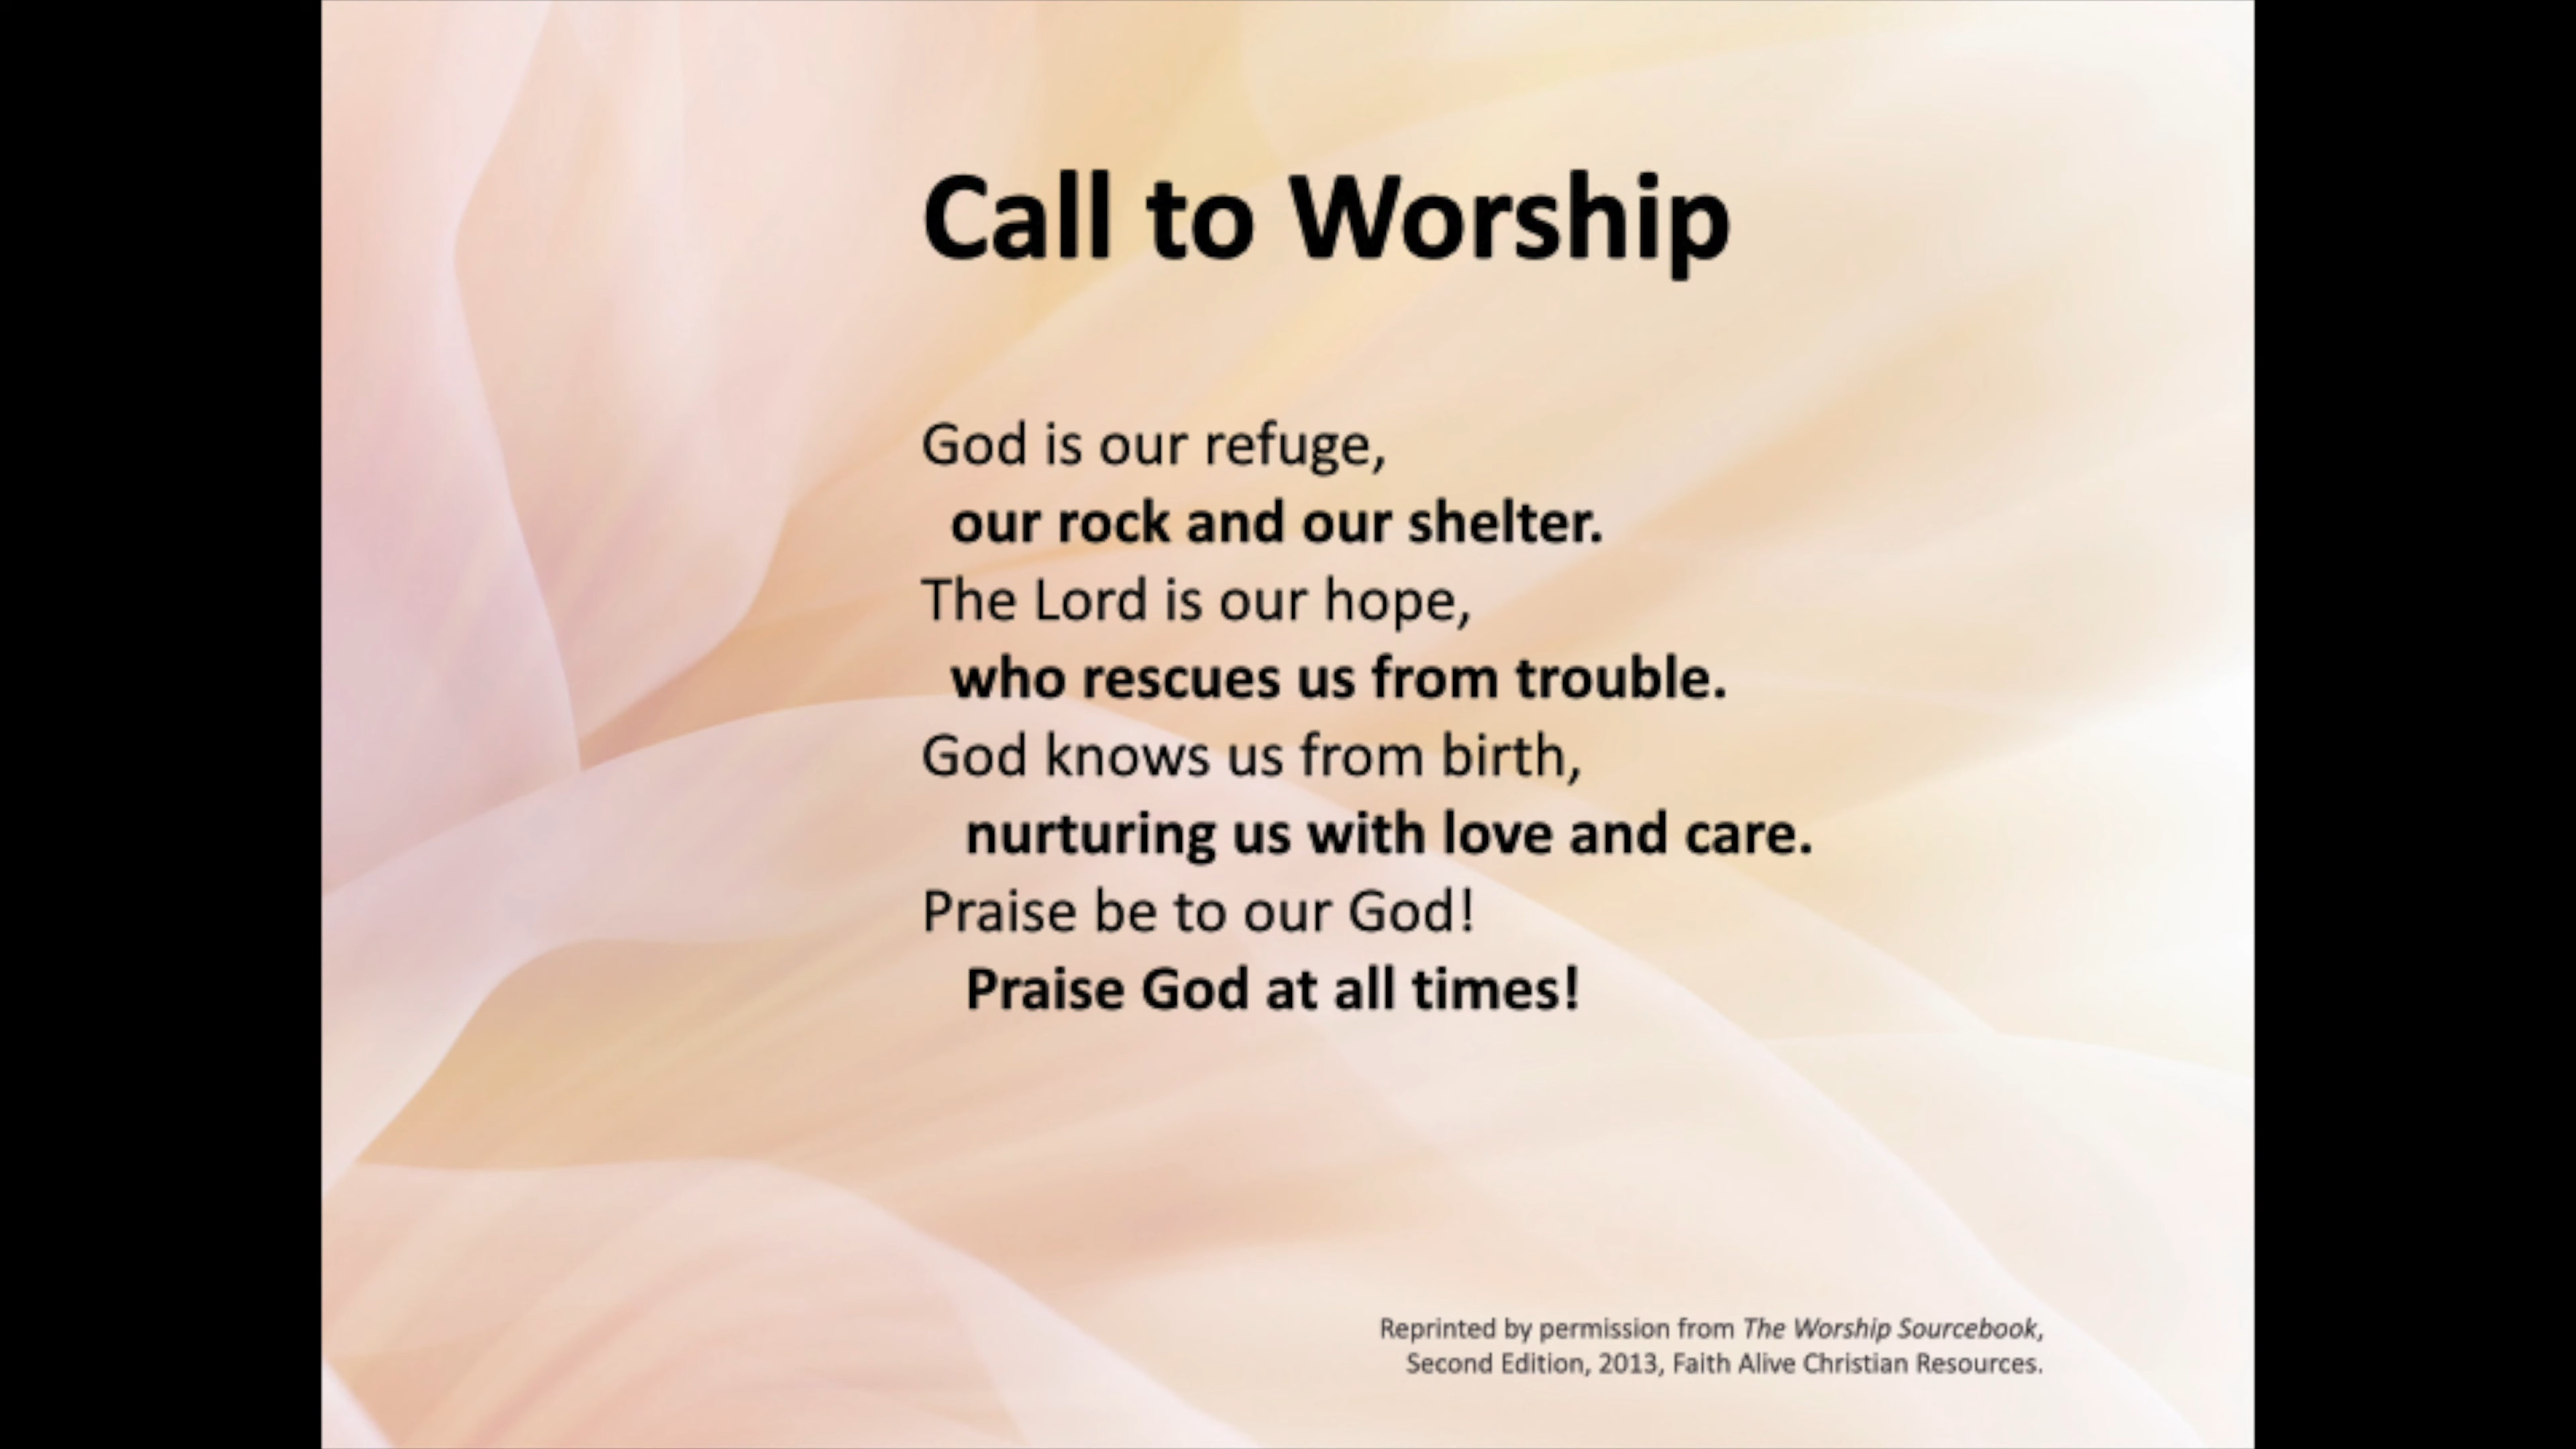 Call to Worship
God is our refuge,
our rock and our shelter.
The Lord is our hope,
who rescues us from trouble.
God knows us from birth,
nurturing us with love and care.
Praise be to our God!
Praise God at all times!
Reprinted by permission from The Worship Sourcebook,
Second Edition, 2013, Faith Alive Christian Resources.